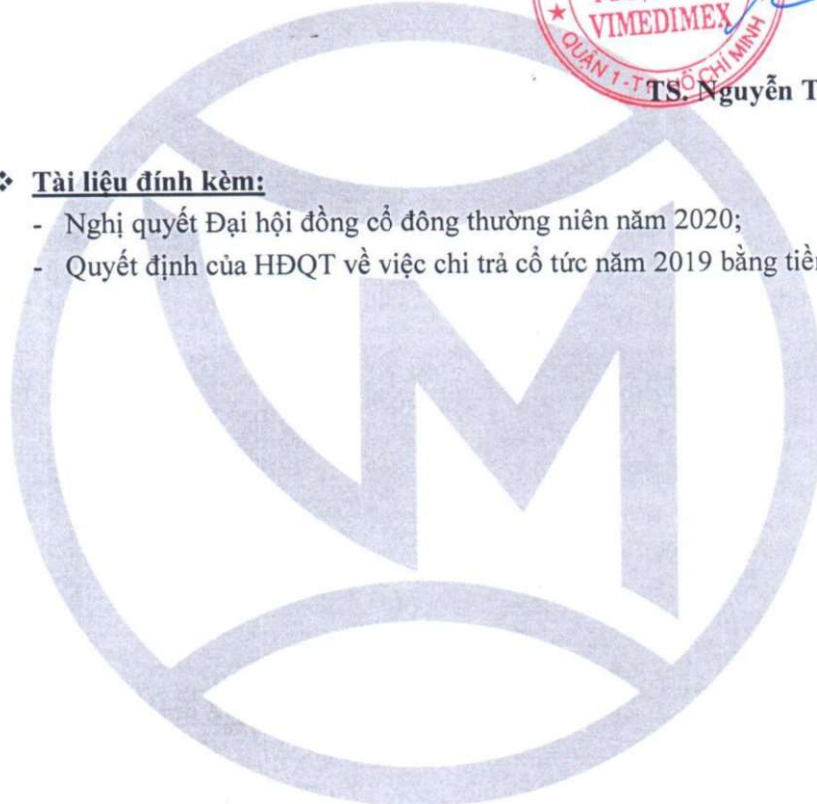 VIMEDIMEX
QUẬN 1-TP HỒ CHÍ MINH
TS. Nguyễn T
Tài liệu đính kèm:
- Nghị quyết Đại hội đồng cổ đông thường niên năm 2020;
- Quyết định của HĐQT về việc chi trả cổ tức năm 2019 bằng tiền